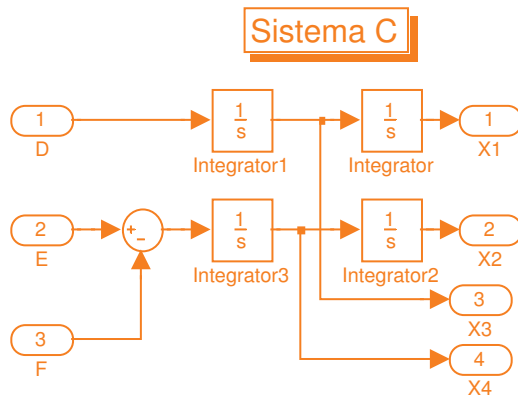 Sistema C
1
D
1
s
Integrator1
1
s
Integrator
1
X1
2
E
+
−
1
s
Integrator3
1
s
Integrator2
2
X2
3
X3
3
F
4
X4